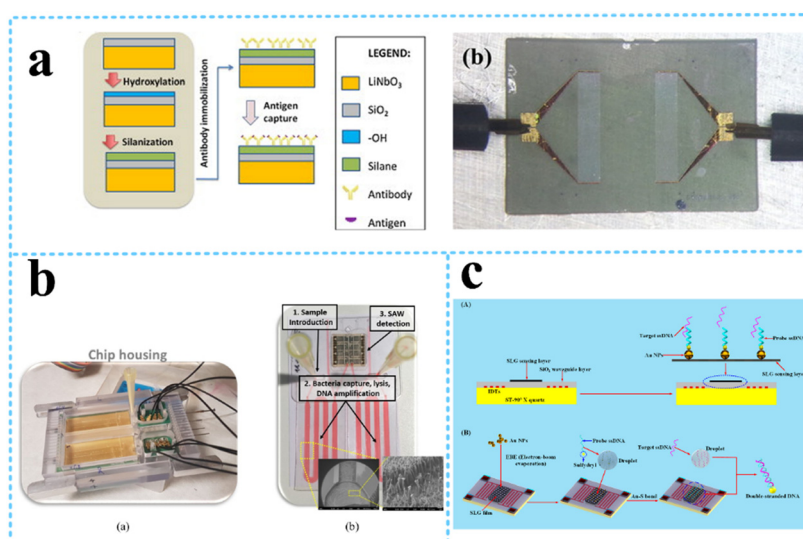 a
Hydroxylation
Silanization
Antibody immobilization
Antigen
capture
LEGEND:
LiNbO3
SiO2
-OH
Silane
Antibody
Antigen
(b)
b
Chip housing
(a)
1. Sample
Introduction
3. SAW
detection
2. Bacteria capture, lysis,
DNA amplification
(b)
c
(A)
SLG sensing layer
SiO2 waveguide layer
IDTs
ST-90° X quartz
Target ssDNA
Probe ssDNA
Au NPs
SLG sensing layer
(B)
Au NPs
EBE (Electron beam
evaporation)
SLG film
Probe ssDNA
Sulfydryl
Droplet
Au-S bond
Target ssDNA
Droplet
Double-stranded DNA